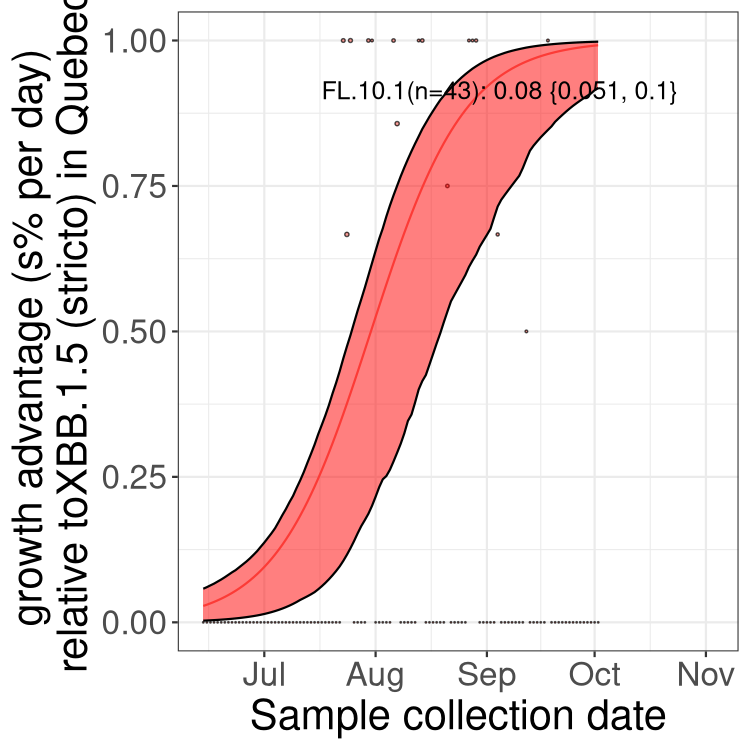 growth advantage (s% per day)
relative toXBB.1.5 (stricto) in Quebec
1.00
0.75
0.50
0.25
0.00
FL.10.1(n=43): 0.08 {0.051, 0.1}
Jul Aug Sep Oct Nov
Sample collection date